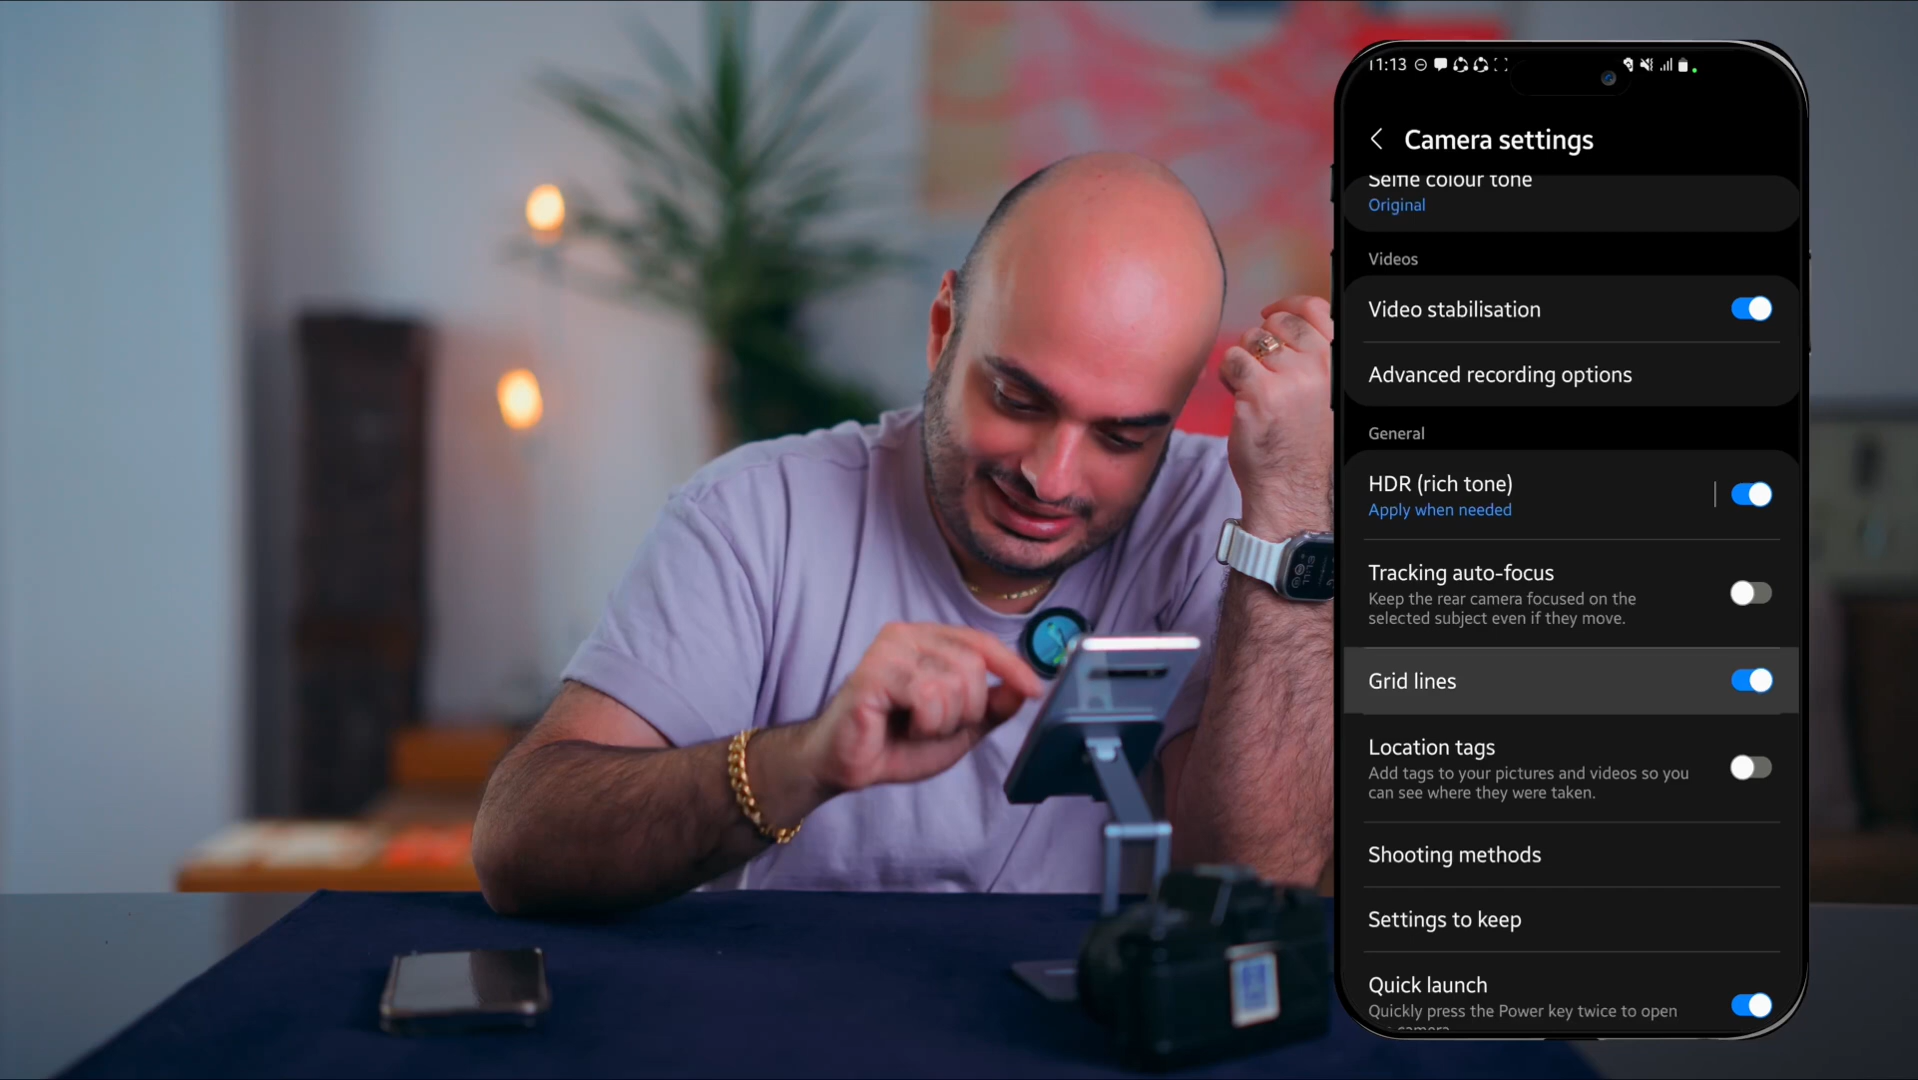 11:13
Camera settings
Selfie colour tone
Original
Videos
Video stabilisation
Advanced recording options
General
HDR (rich tone)
Apply when needed
Tracking auto-focus
Keep the rear camera focused on the
selected subject even if they move.
Grid lines
Location tags
Add tags to your pictures and videos so you
can see where they were taken.
Shooting methods
Settings to keep
Quick launch
Quickly press the Power key twice to open
camera